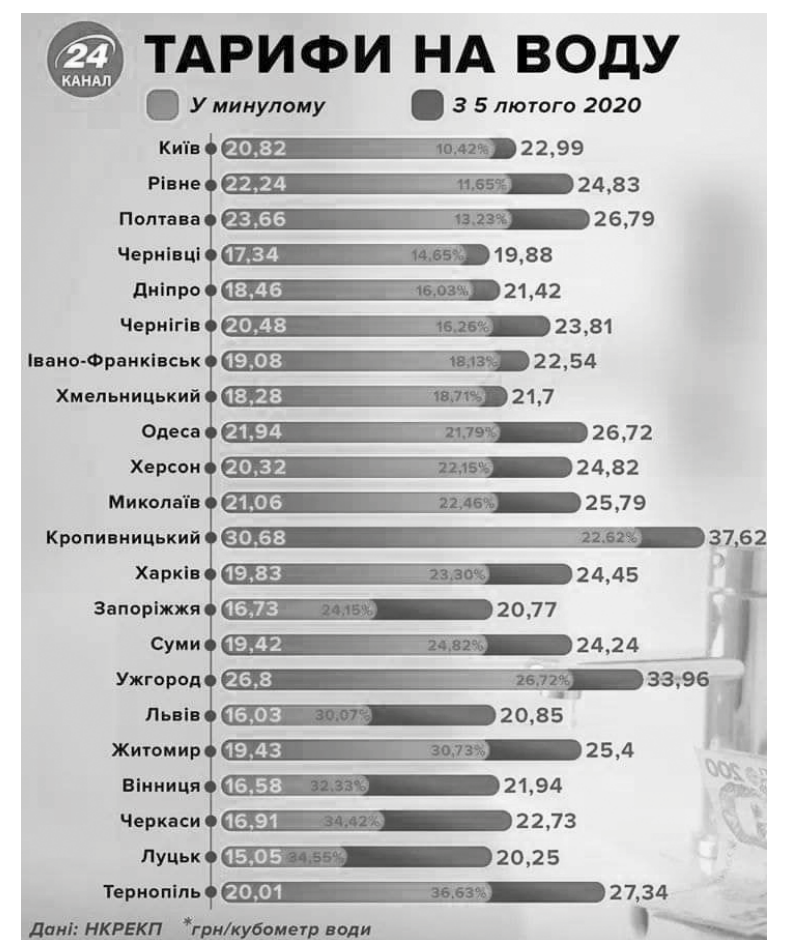 24
КАНАЛ
ТАРИФИ НА ВОДУ
У минулому
З 5 лютого 2020
Київ 20,82 10,42% 22,99
Рівне 22,24 11,65% 24,83
Полтава 23,66 13,23% 26,79
Чернівці 17,34 14,65% 19,88
Дніпро 18,46 16,03% 21,42
Чернігів 20,48 16,26% 23,81
Івано-Франківськ 19,08 18,13% 22,54
Хмельницький 18,28 18,71% 21,7
Одеса 21,94 21,79% 26,72
Херсон 20,32 22,15% 24,82
Миколаїв 21,06 22,46% 25,79
Кропивницький 30,68 22,62% 37,62
Харків 19,83 23,30% 24,45
Запоріжжя 16,73 24,15% 20,77
Суми 19,42 24,82% 24,24
Ужгород 26,8 26,72% 33,96
Львів 16,03 30,07% 20,85
Житомир 19,43 30,73% 25,4
Вінниця 16,58 32,33% 21,94
Черкаси 16,91 34,42% 22,73
Луцьк 15,05 34,55% 20,25
Тернопіль 20,01 36,63% 27,34
200
Дані: НКРЕКП *грн/кубометр води